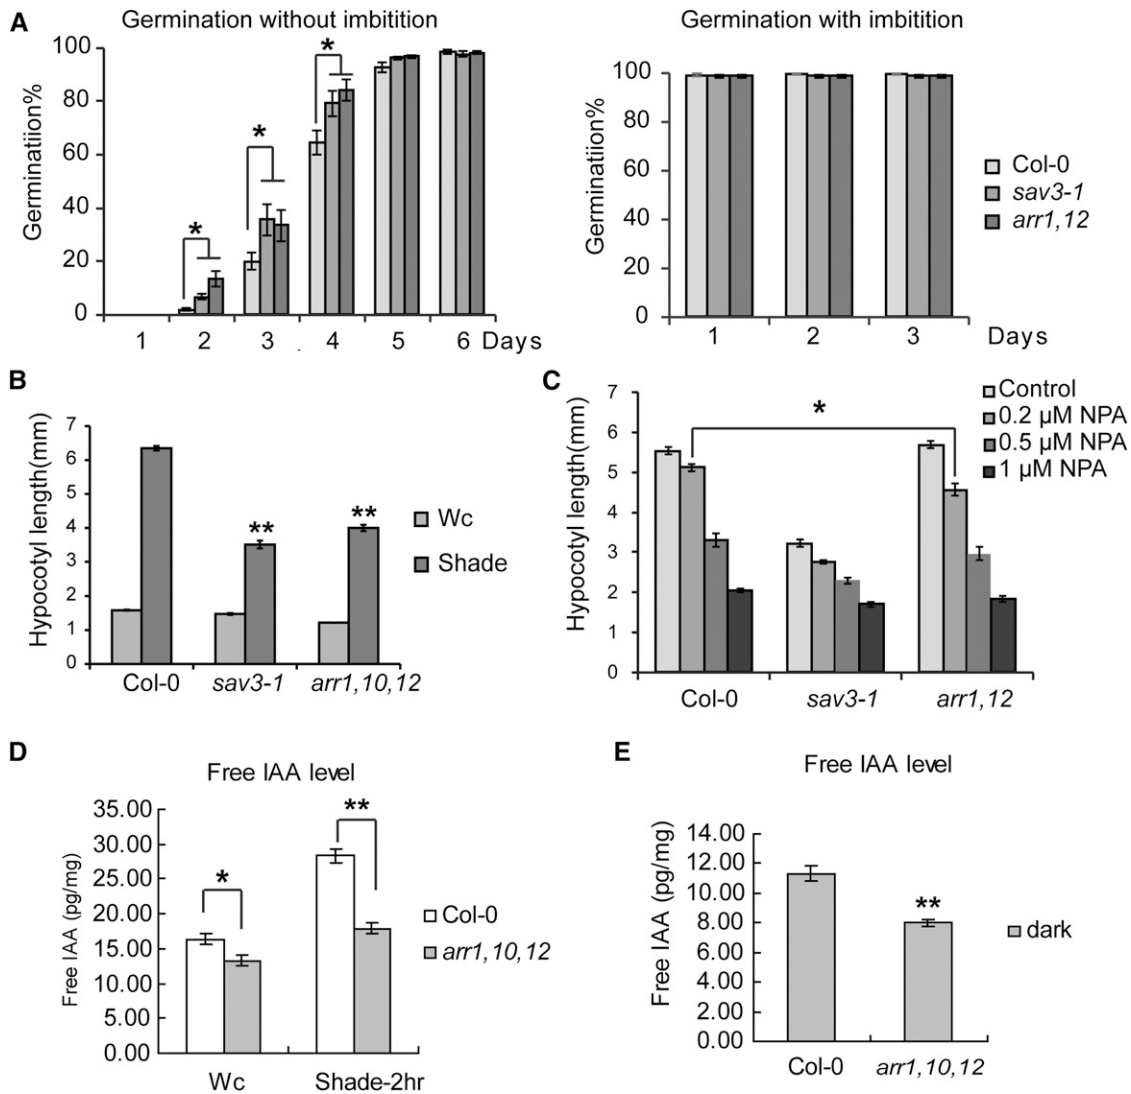 A
Germination without imbitition
Germinatiion%
100
80
60
40
20
0
*
*
*
1 2 3 4 5 6 Days
Germination with imbitition
Germinatiion%
100
80
60
40
20
0
1 2 3 Days
Col-0
sav3-1
arr1,12
B
Hypocotyl length(mm)
7
6
5
4
3
2
1
0
**
**
Col-0 sav3-1 arr1,10,12
Wc
Shade
C
Hypocotyl length(mm)
7
6
5
4
3
2
1
0
*
Col-0 sav3-1 arr1,12
Control
0.2 µM NPA
0.5 µM NPA
1 µM NPA
D
Free IAA level
Free IAA (pg/mg)
35.00
30.00
25.00
20.00
15.00
10.00
5.00
0.00
*
**
Wc Shade-2hr
Col-0
arr1,10,12
E
Free IAA level
Free IAA (pg/mg)
14.00
12.00
10.00
8.00
6.00
4.00
2.00
0.00
**
Col-0 arr1,10,12
dark